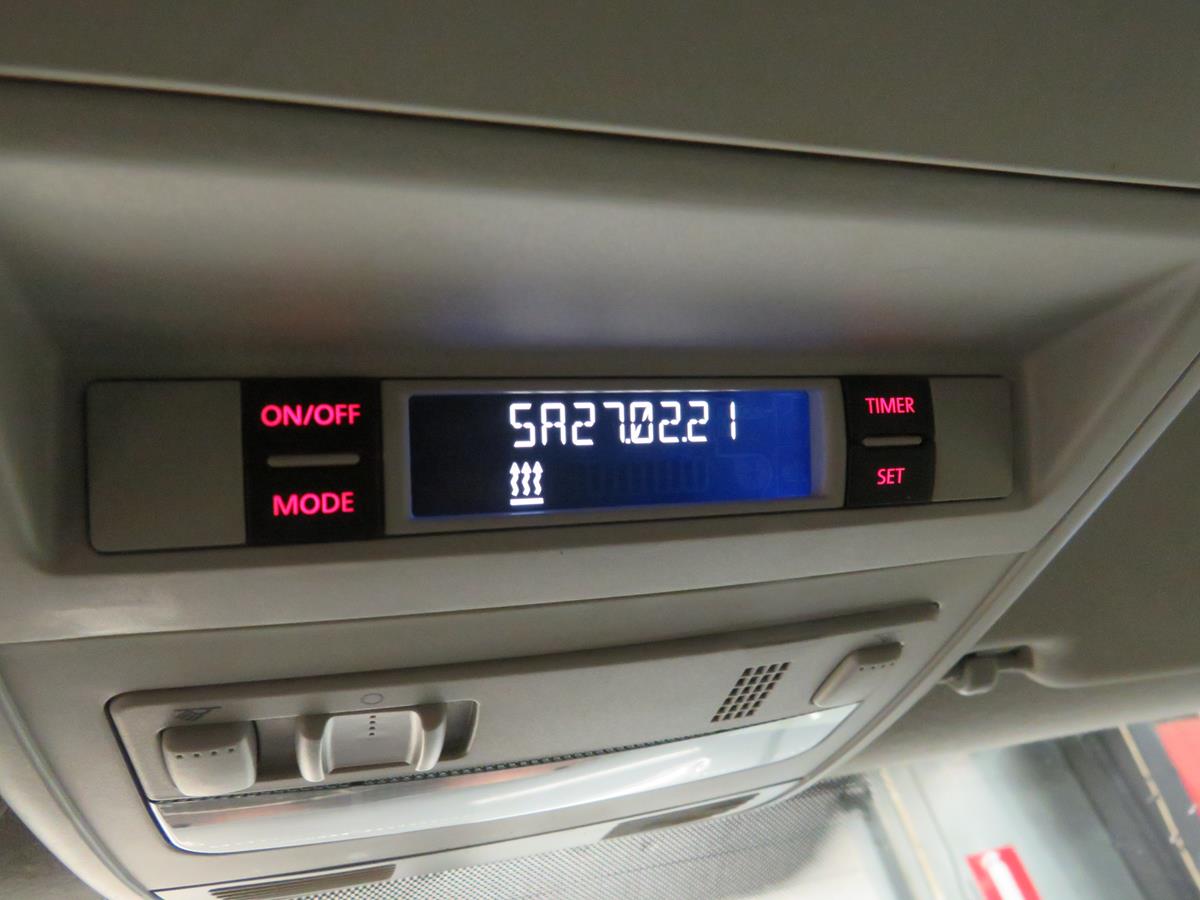 ON/OFF
MODE
SA27.02.21
TIMER
SET